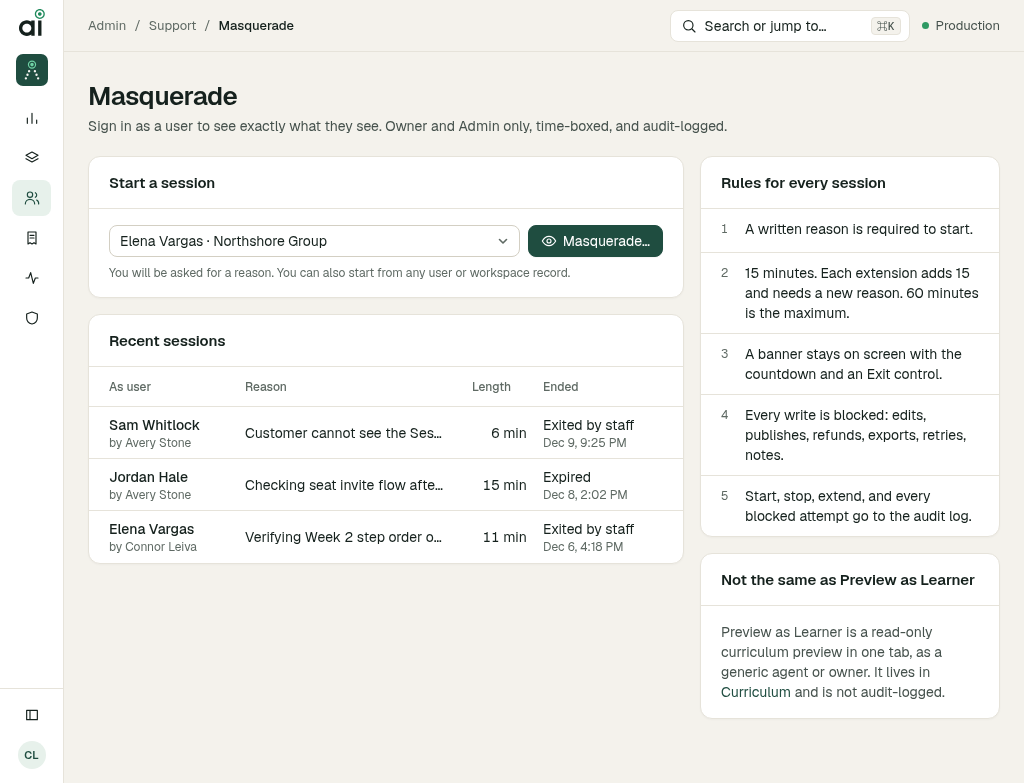 ai
Admin / Support / Masquerade
Search or jump to…
⌘K
Production
Masquerade
Sign in as a user to see exactly what they see. Owner and Admin only, time-boxed, and audit-logged.
Start a session
Elena Vargas · Northshore Group
Masquerade…
You will be asked for a reason. You can also start from any user or workspace record.
Recent sessions
As user Reason Length Ended
Sam Whitlock
by Avery Stone
Customer cannot see the Ses…
6 min
Exited by staff
Dec 9, 9:25 PM
Jordan Hale
by Avery Stone
Checking seat invite flow afte…
15 min
Expired
Dec 8, 2:02 PM
Elena Vargas
by Connor Leiva
Verifying Week 2 step order o…
11 min
Exited by staff
Dec 6, 4:18 PM
Rules for every session
1 A written reason is required to start.
2 15 minutes. Each extension adds 15
and needs a new reason. 60 minutes
is the maximum.
3 A banner stays on screen with the
countdown and an Exit control.
4 Every write is blocked: edits,
publishes, refunds, exports, retries,
notes.
5 Start, stop, extend, and every
blocked attempt go to the audit log.
Not the same as Preview as Learner
Preview as Learner is a read-only
curriculum preview in one tab, as a
generic agent or owner. It lives in
Curriculum and is not audit-logged.
CL